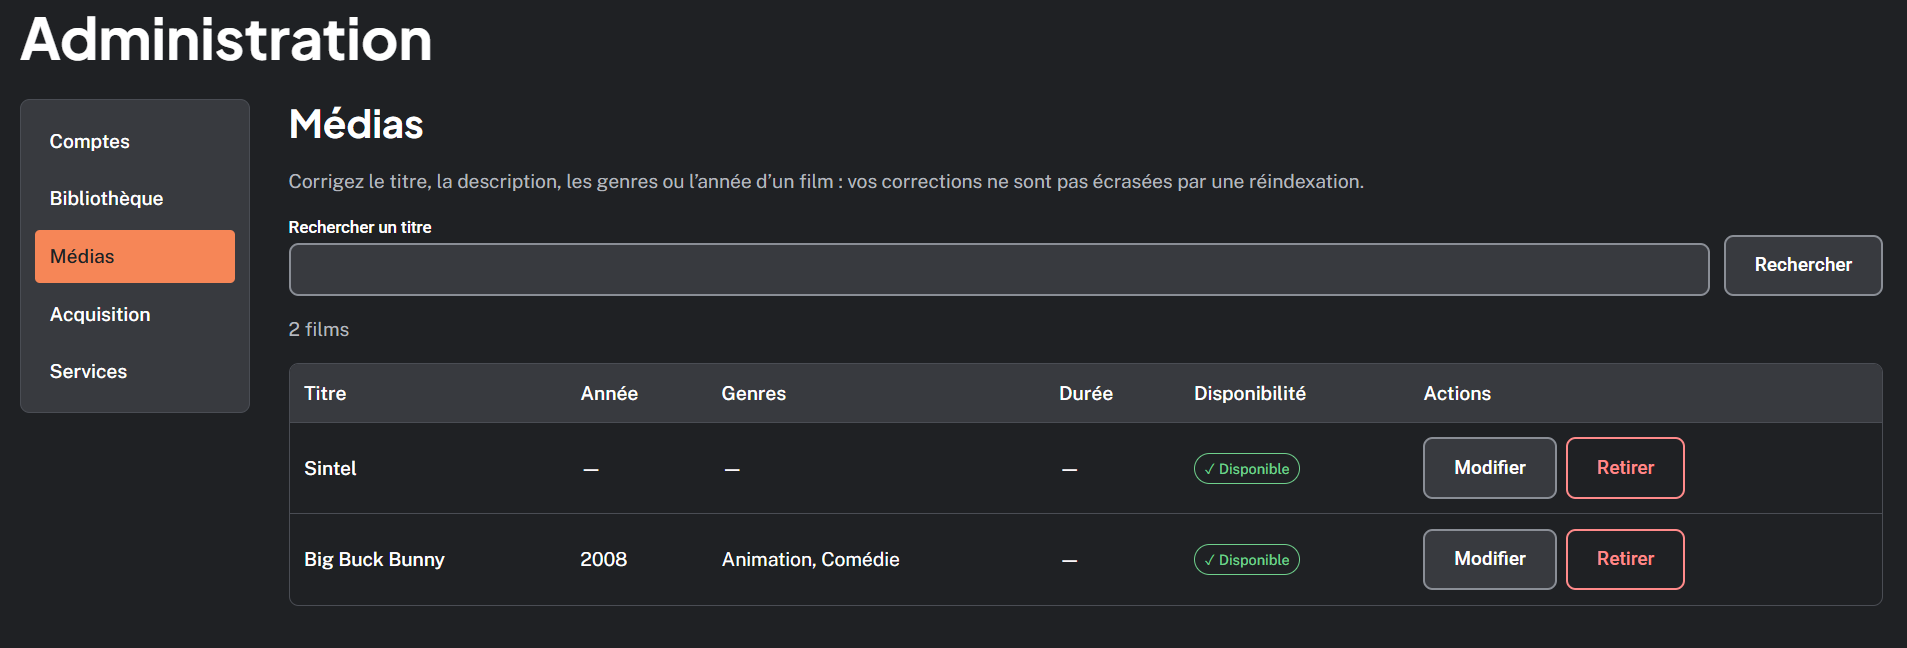 Administration
Comptes
Bibliothèque
Médias
Acquisition
Services
Médias
Corrigez le titre, la description, les genres ou l’année d’un film : vos corrections ne sont pas écrasées par une réindexation.
Rechercher un titre
Rechercher
2 films
Titre Année Genres Durée Disponibilité Actions
Sintel — — — ✓ Disponible Modifier Retirer
Big Buck Bunny 2008 Animation, Comédie — ✓ Disponible Modifier Retirer